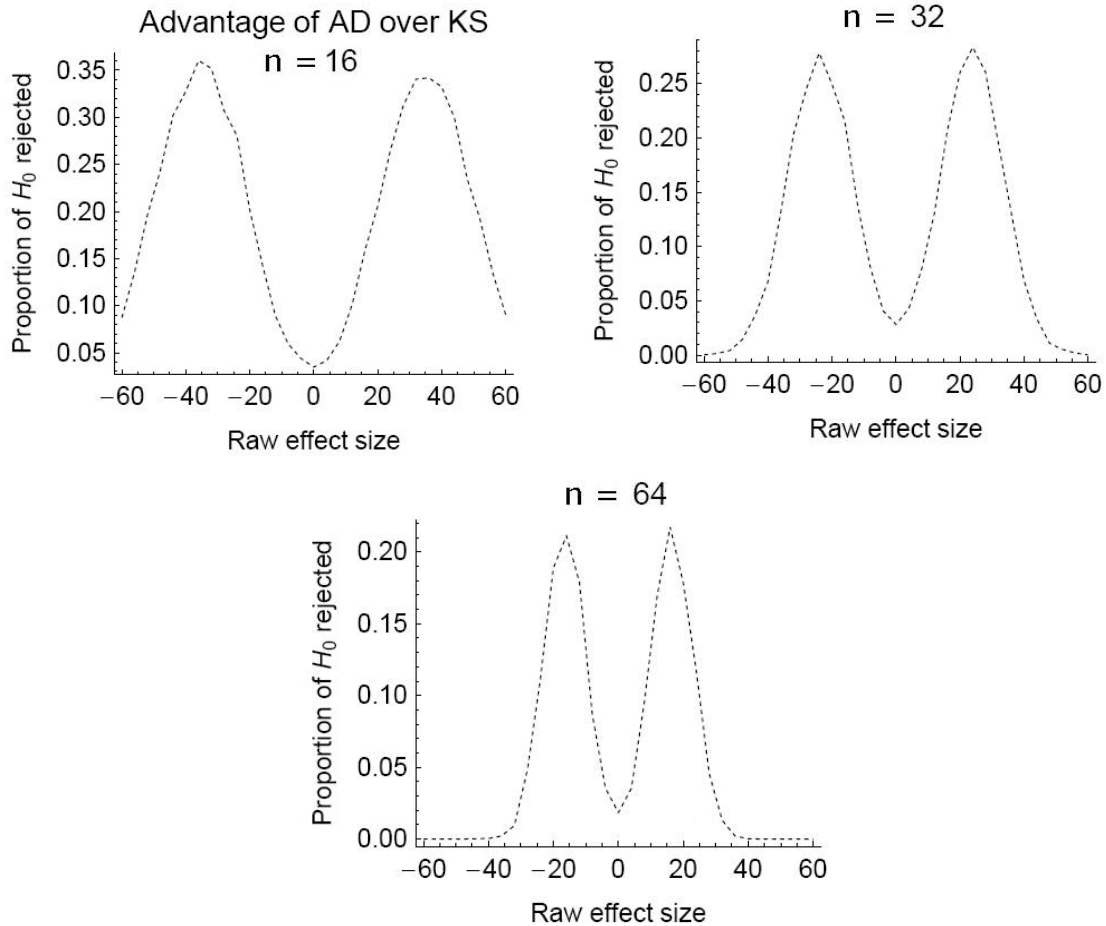 Advantage of AD over KS
n = 16
Proportion of H₀ rejected
0.35
0.30
0.25
0.20
0.15
0.10
0.05
−60 −40 −20 0 20 40 60
Raw effect size
n = 32
Proportion of H₀ rejected
0.25
0.20
0.15
0.10
0.05
0.00
−60 −40 −20 0 20 40 60
Raw effect size
n = 64
Proportion of H₀ rejected
0.20
0.15
0.10
0.05
0.00
−60 −40 −20 0 20 40 60
Raw effect size